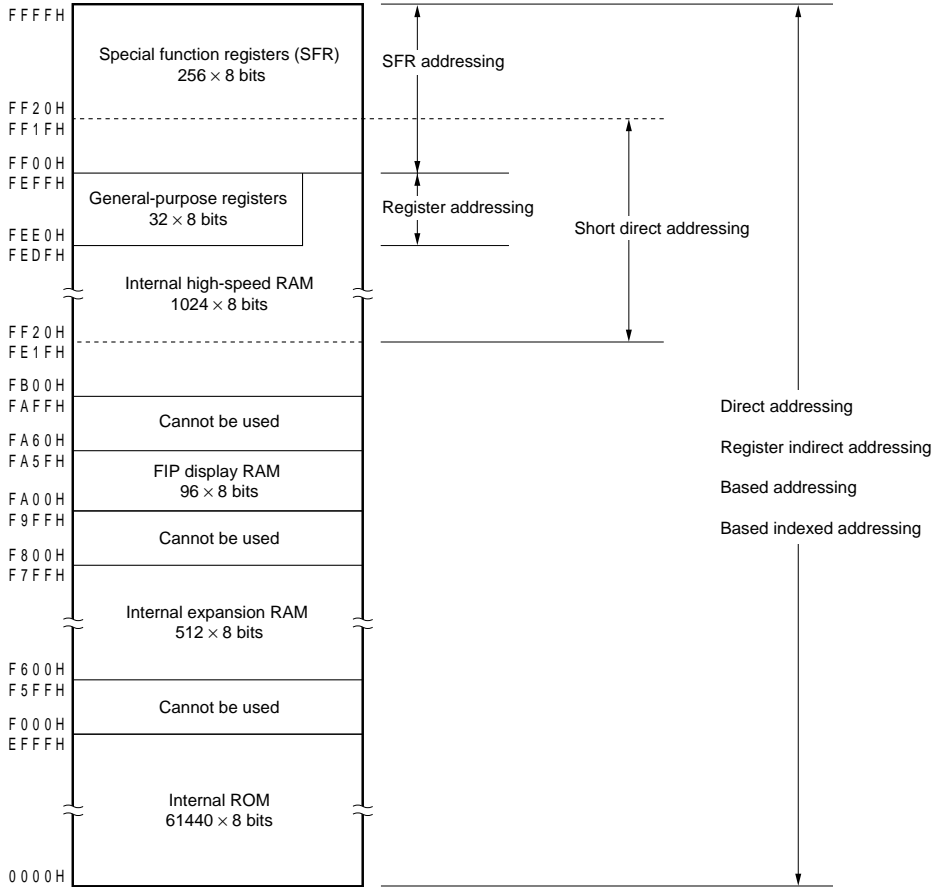 FFFFH
Special function registers (SFR)
256 × 8 bits
SFR addressing
FF20H
FF1FH
FF00H
FEFFH
General-purpose registers
32 × 8 bits
Register addressing
Short direct addressing
FEE0H
FEDFH
Internal high-speed RAM
1024 × 8 bits
FF20H
FE1FH
FB00H
FAFFH
Cannot be used
Direct addressing
FA60H
FA5FH
Register indirect addressing
FIP display RAM
96 × 8 bits
Based addressing
FA00H
F9FFH
Cannot be used
Based indexed addressing
F800H
F7FFH
Internal expansion RAM
512 × 8 bits
F600H
F5FFH
Cannot be used
F000H
EFFFH
Internal ROM
61440 × 8 bits
0000H